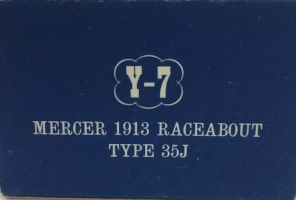 Y-7
MERCER 1913 RACEABOUT
TYPE 35J